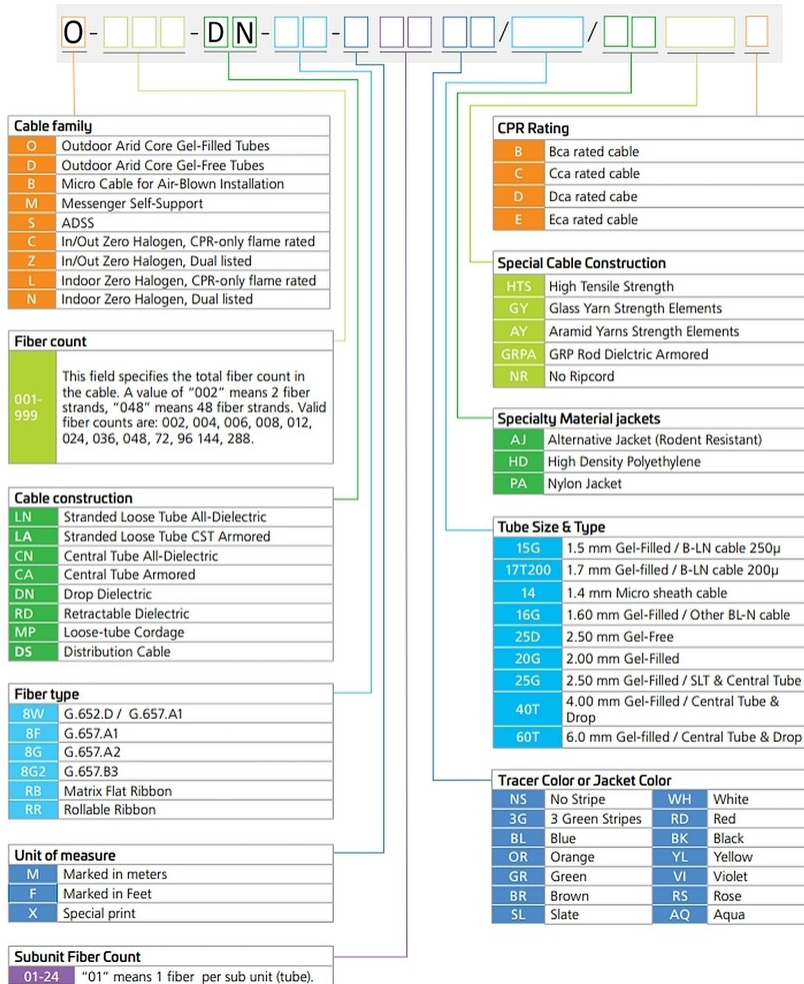 O - - DN - - / /
Cable family
O Outdoor Arid Core Gel-Filled Tubes
D Outdoor Arid Core Gel-Free Tubes
B Micro Cable for Air-Blown Installation
M Messenger Self-Support
S ADSS
C In/Out Zero Halogen, CPR-only flame rated
Z In/Out Zero Halogen, Dual listed
L Indoor Zero Halogen, CPR-only flame rated
N Indoor Zero Halogen, Dual listed
Fiber count
001-
999
This field specifies the total fiber count in
the cable. A value of “002” means 2 fiber
strands, “048” means 48 fiber strands. Valid
fiber counts are: 002, 004, 006, 008, 012,
024, 036, 048, 72, 96 144, 288.
Cable construction
LN Stranded Loose Tube All-Dielectric
LA Stranded Loose Tube CST Armored
CN Central Tube All-Dielectric
CA Central Tube Armored
DN Drop Dielectric
RD Retractable Dielectric
MP Loose-tube Cordage
DS Distribution Cable
Fiber type
8W G.652.D / G.657.A1
8F G.657.A1
8G G.657.A2
8G2 G.657.B3
RB Matrix Flat Ribbon
RR Rollable Ribbon
Unit of measure
M Marked in meters
F Marked in Feet
X Special print
Subunit Fiber Count
01-24 “01” means 1 fiber per sub unit (tube).
CPR Rating
B Bca rated cable
C Cca rated cable
D Dca rated cabe
E Eca rated cable
Special Cable Construction
HTS High Tensile Strength
GY Glass Yarn Strength Elements
AY Aramid Yarns Strength Elements
GRPA GRP Rod Dielctric Armored
NR No Ripcord
Specialty Material jackets
AJ Alternative Jacket (Rodent Resistant)
HD High Density Polyethylene
PA Nylon Jacket
Tube Size & Type
15G 1.5 mm Gel-Filled / B-LN cable 250µ
17T200 1.7 mm Gel-filled / B-LN cable 200µ
14 1.4 mm Micro sheath cable
16G 1.60 mm Gel-Filled / Other BL-N cable
25D 2.50 mm Gel-Free
20G 2.00 mm Gel-Filled
25G 2.50 mm Gel-Filled / SLT & Central Tube
40T 4.00 mm Gel-Filled / Central Tube &
Drop
60T 6.0 mm Gel-filled / Central Tube & Drop
Tracer Color or Jacket Color
NS No Stripe WH White
3G 3 Green Stripes RD Red
BL Blue BK Black
OR Orange YL Yellow
GR Green VI Violet
BR Brown RS Rose
SL Slate AQ Aqua